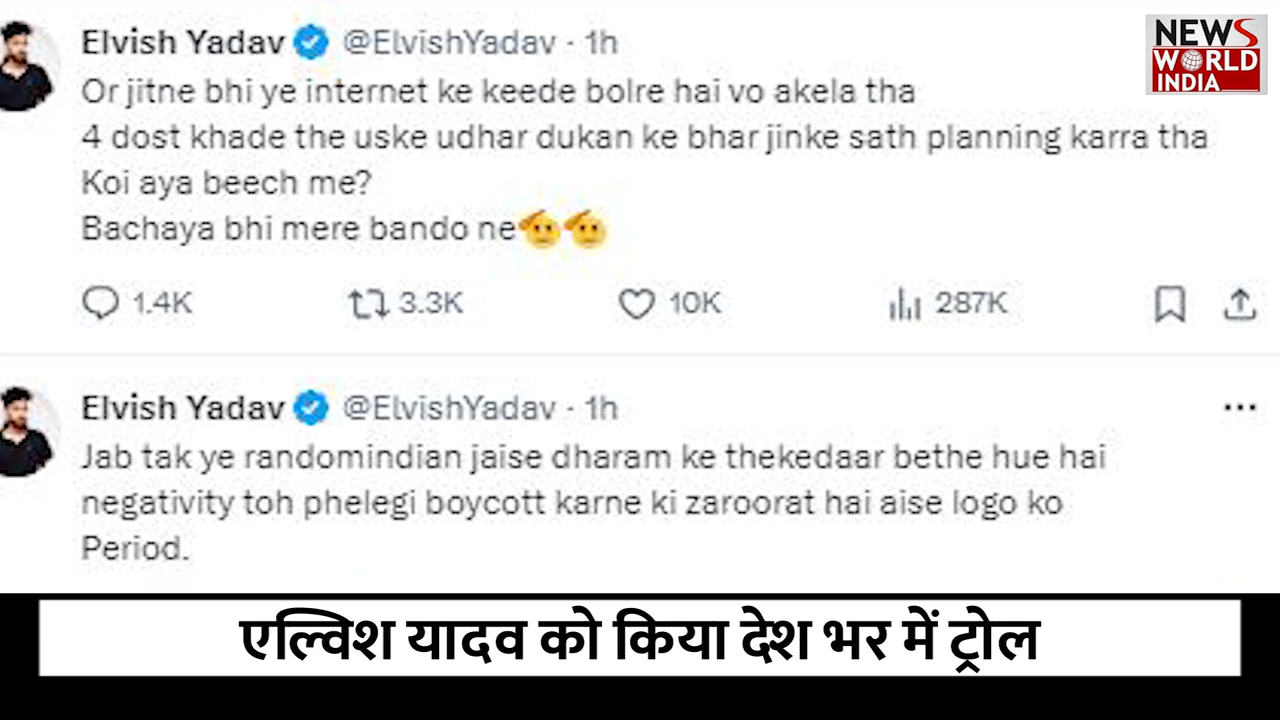 Elvish Yadav @ElvishYadav · 1h
NEWS
WORLD
INDIA
Or jitne bhi ye internet ke keede bolre hai vo akela tha
4 dost khade the uske udhar dukan ke bhar jinke sath planning karra tha
Koi aya beech me?
Bachaya bhi mere bando ne🫡🫡
1.4K 3.3K 10K 287K
Elvish Yadav @ElvishYadav · 1h
Jab tak ye randomindian jaise dharam ke thekedaar bethe hue hai
negativity toh phelegi boycott karne ki zaroorat hai aise logo ko
Period.
एल्विश यादव को किया देश भर में ट्रोल